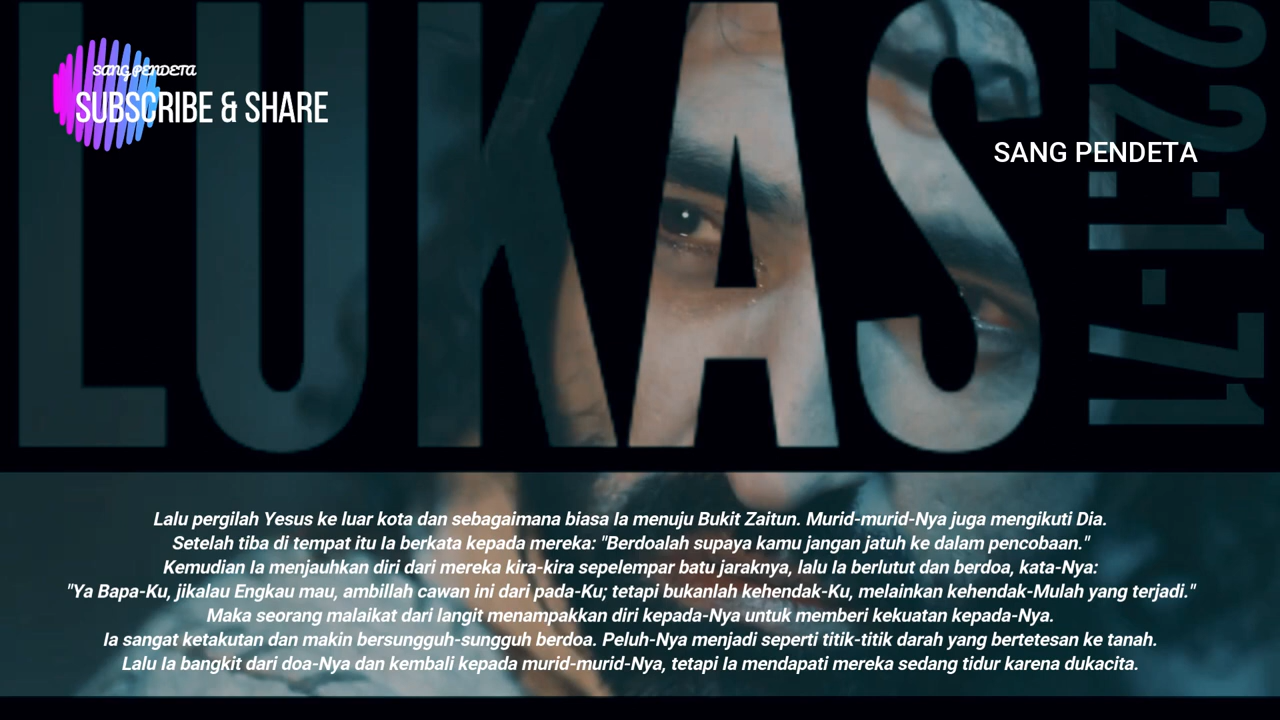 LUKAS
22:1-71
SANG PENDETA
SUBSCRIBE & SHARE
SANG PENDETA
Lalu pergilah Yesus ke luar kota dan sebagaimana biasa Ia menuju Bukit Zaitun. Murid-murid-Nya juga mengikuti Dia.
Setelah tiba di tempat itu Ia berkata kepada mereka: "Berdoalah supaya kamu jangan jatuh ke dalam pencobaan."
Kemudian Ia menjauhkan diri dari mereka kira-kira sepelempar batu jaraknya, lalu Ia berlutut dan berdoa, kata-Nya:
"Ya Bapa-Ku, jikalau Engkau mau, ambillah cawan ini dari pada-Ku; tetapi bukanlah kehendak-Ku, melainkan kehendak-Mulah yang terjadi."
Maka seorang malaikat dari langit menampakkan diri kepada-Nya untuk memberi kekuatan kepada-Nya.
Ia sangat ketakutan dan makin bersungguh-sungguh berdoa. Peluh-Nya menjadi seperti titik-titik darah yang bertetesan ke tanah.
Lalu Ia bangkit dari doa-Nya dan kembali kepada murid-murid-Nya, tetapi Ia mendapati mereka sedang tidur karena dukacita.